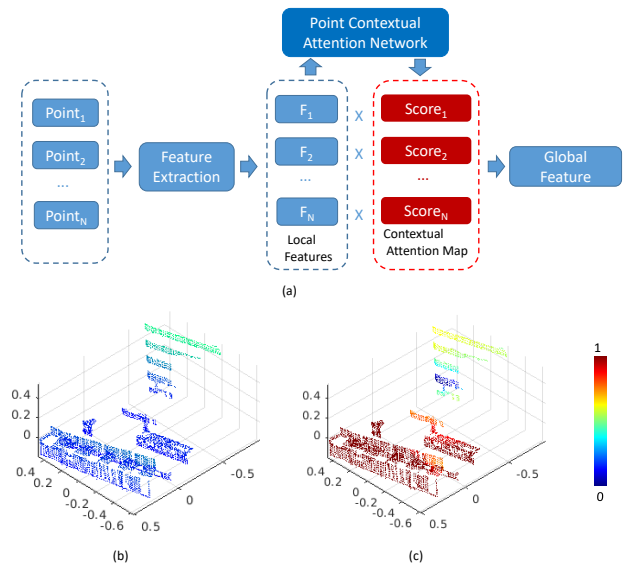 Point Contextual
Attention Network
Point1
Point2
...
PointN
Feature
Extraction
F1
F2
...
FN
Local
Features
X
X
X
Score1
Score2
...
ScoreN
Contextual
Attention Map
Global
Feature
(a)
0.4
0.2
0
0.4
0.2
0
-0.2
-0.4
-0.6
0.5
0
-0.5
(b)
0.4
0.2
0
0.4
0.2
0
-0.2
-0.4
-0.6
0.5
0
-0.5
(c)
1
0